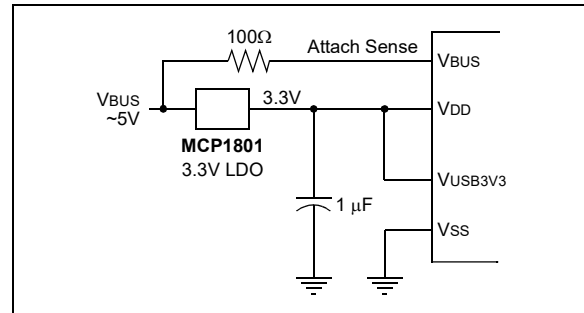 100Ω
Attach Sense
VBUS
VBUS
~5V
3.3V
VDD
MCP1801
3.3V LDO
VUSB3V3
1 μF
VSS